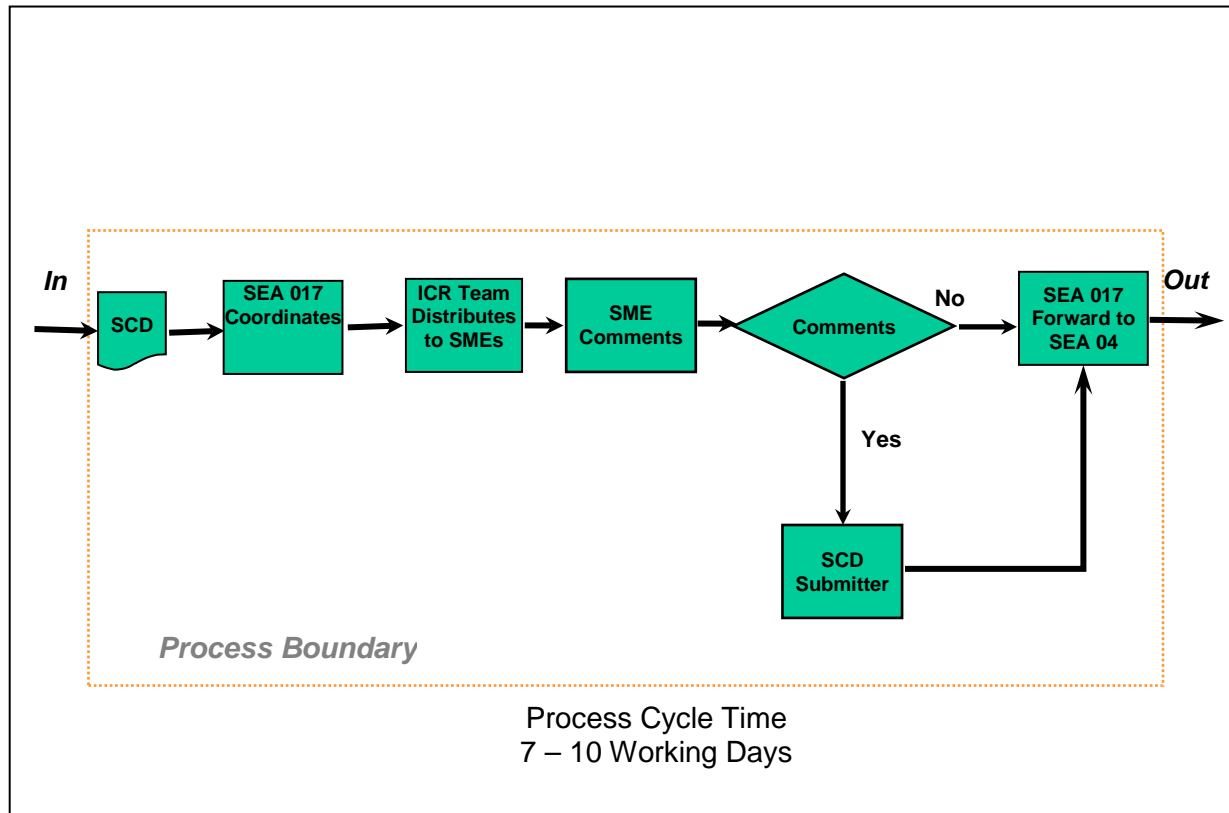 In
SCD
SEA 017
Coordinates
ICR Team
Distributes
to SMEs
SME
Comments
Comments
No
SEA 017
Forward to
SEA 04
Out
Yes
SCD
Submitter
Process Boundary
Process Cycle Time
7 – 10 Working Days